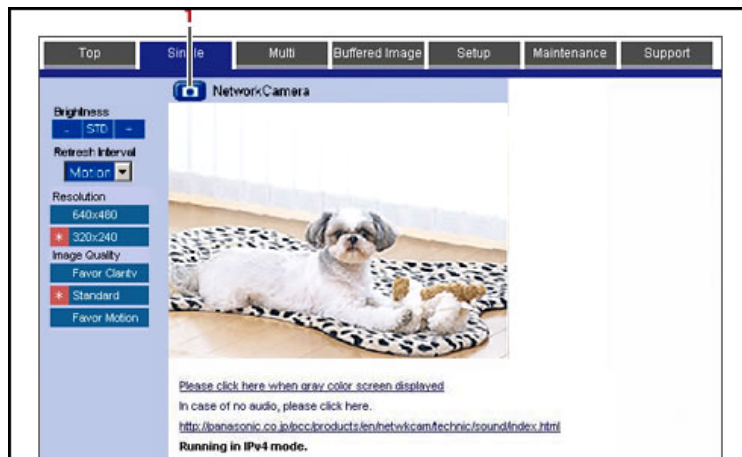 1
Top Single Multi Buffered Image Setup Maintenance Support
NetworkCamera
Brightness
- STD +
Refresh Interval
Motion
Resolution
640x480
* 320x240
Image Quality
Favor Clarity
* Standard
Favor Motion
Please click here when gray color screen displayed
In case of no audio, please click here.
http://panasonic.co.jp/pcc/products/en/netwkcam/technic/sound/index.html
Running in IPv4 mode.